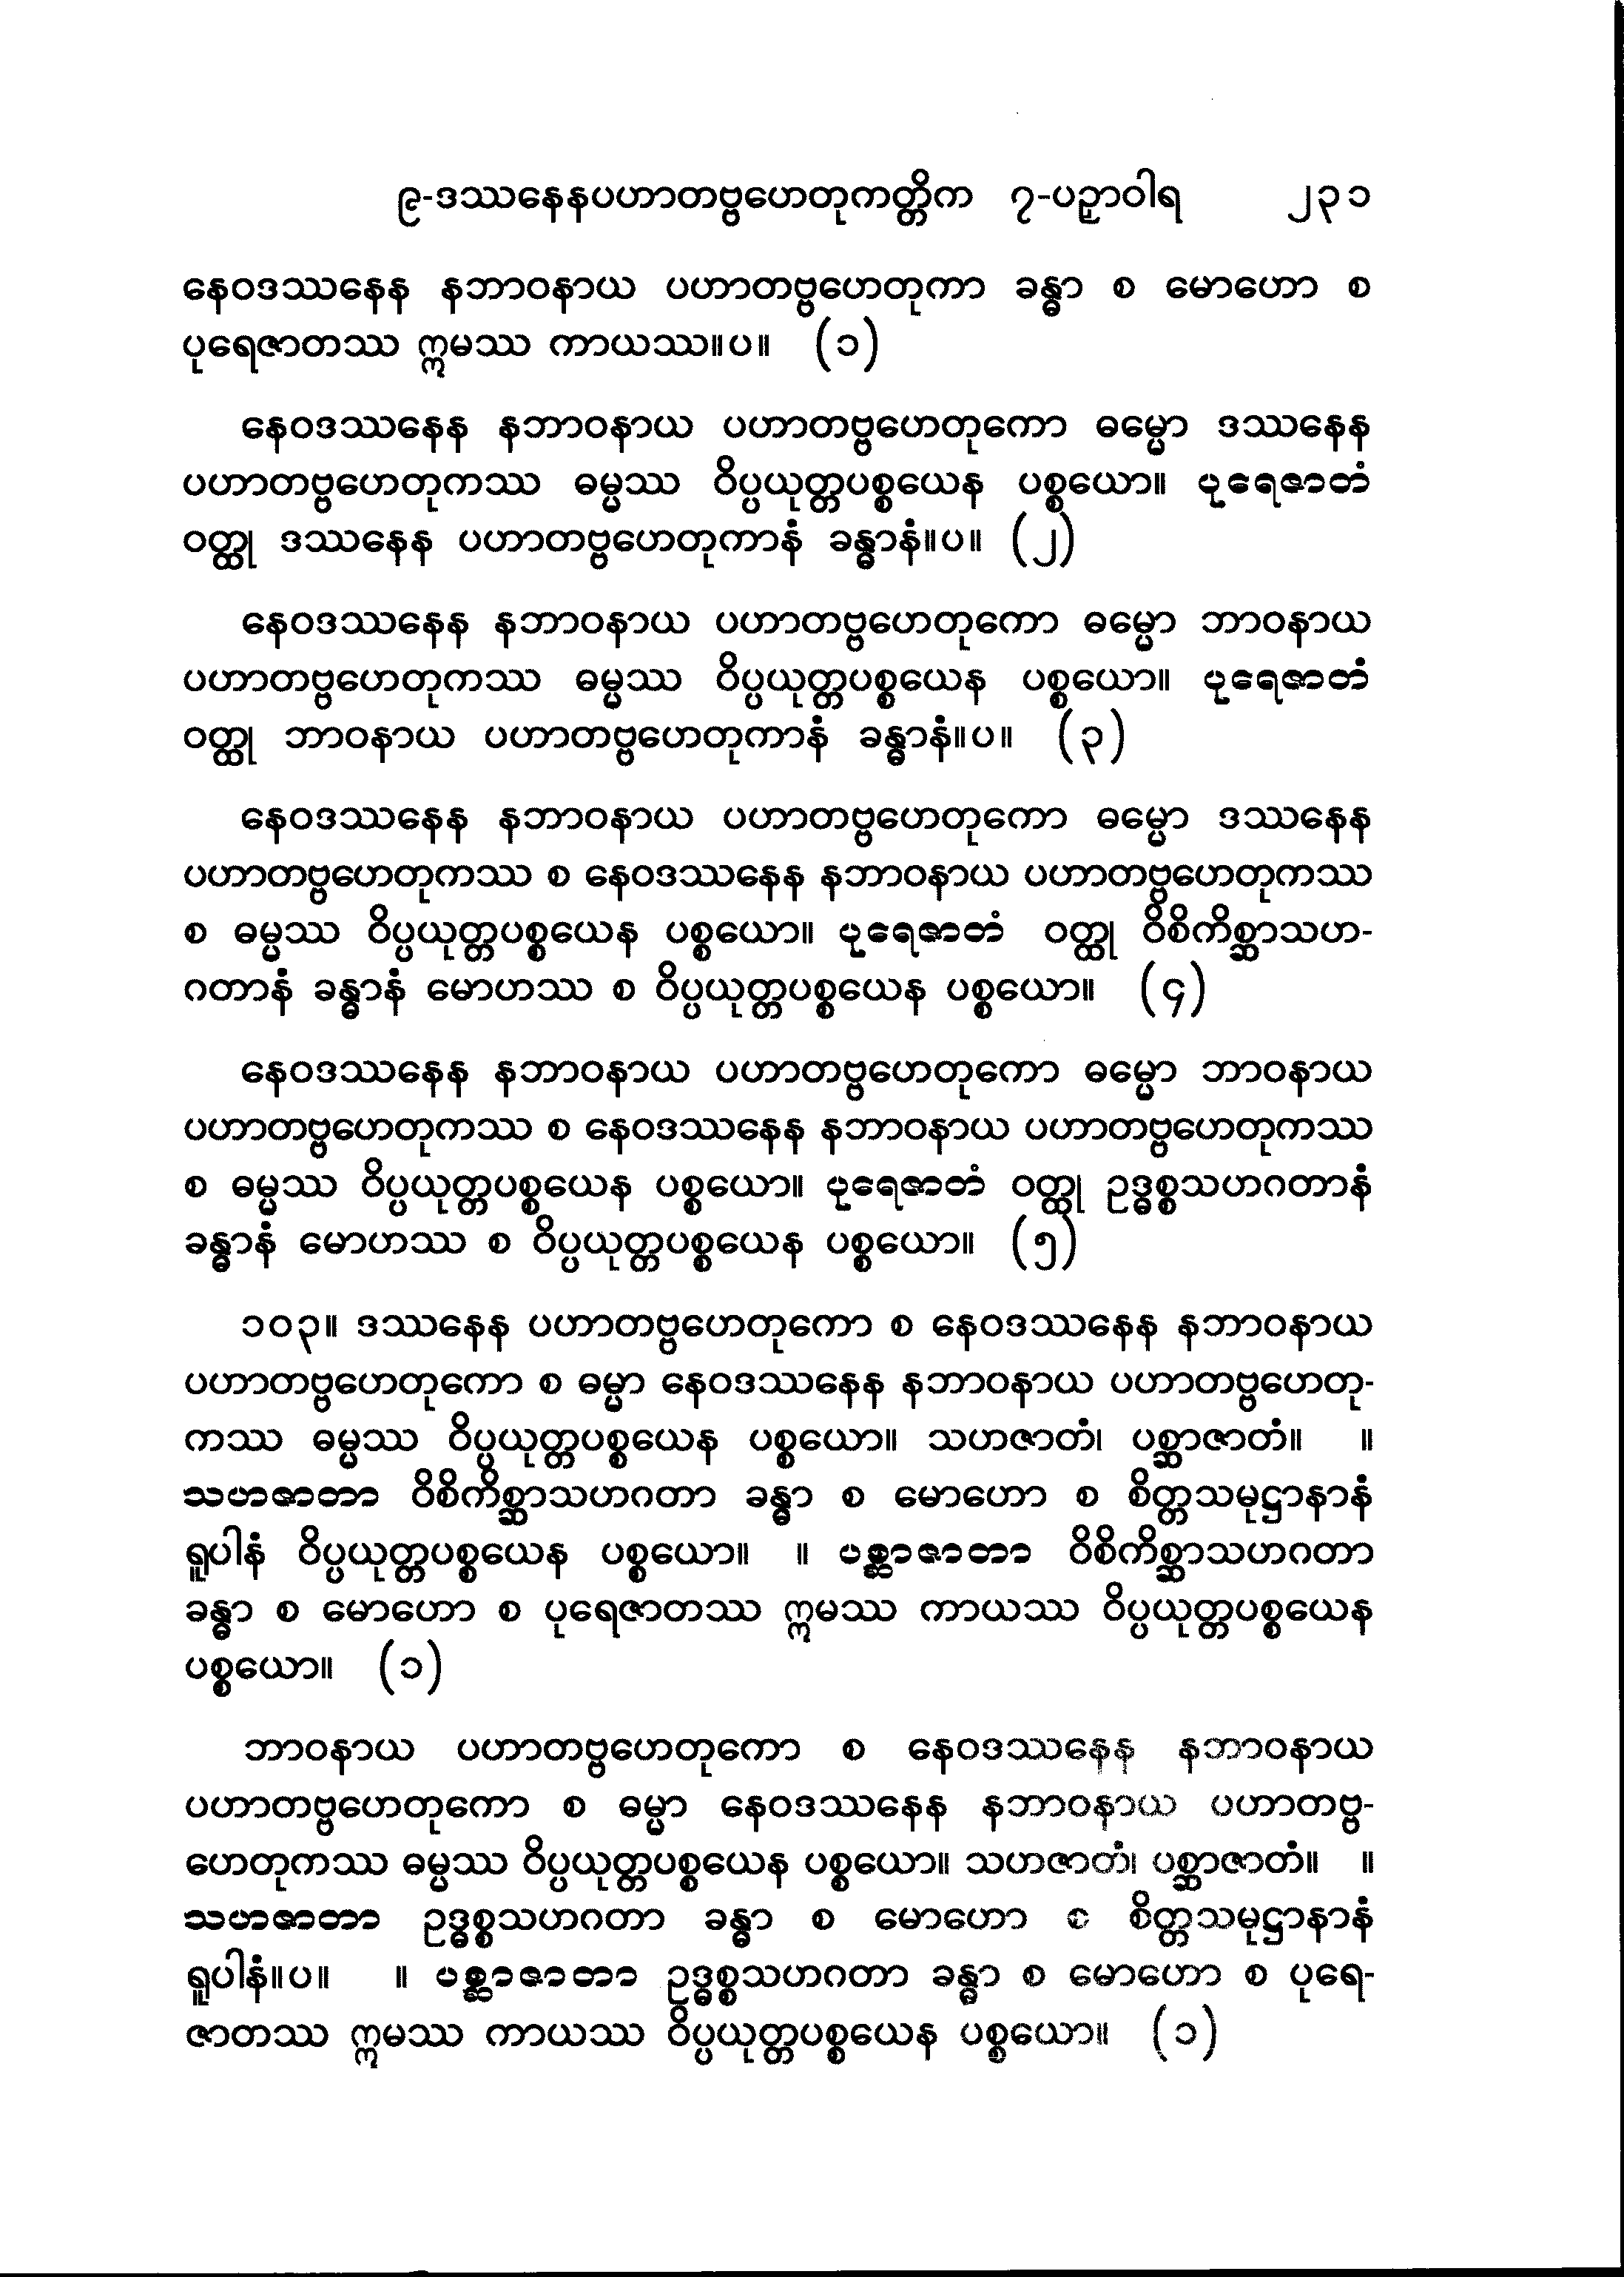 ၉-ဒဿနေနပဟာတဗ္ဗဟေတုကတ္တိက ၇-ပဉှာဝါရ ၂၃၁
နေဝဒဿနေန နဘာဝနာယ ပဟာတဗ္ဗဟေတုကာ ခန္ဓာ စ မောဟော စ
ပုရေဇာတဿ ဣမဿ ကာယဿ။ပ။ (၁)
နေဝဒဿနေန နဘာဝနာယ ပဟာတဗ္ဗဟေတုကော ဓမ္မော ဒဿနေန
ပဟာတဗ္ဗဟေတုကဿ ဓမ္မဿ ဝိပ္ပယုတ္တပစ္စယေန ပစ္စယော။ ပုရေဇာတံ
ဝတ္ထု ဒဿနေန ပဟာတဗ္ဗဟေတုကာနံ ခန္ဓာနံ။ပ။ (၂)
နေဝဒဿနေန နဘာဝနာယ ပဟာတဗ္ဗဟေတုကော ဓမ္မော ဘာဝနာယ
ပဟာတဗ္ဗဟေတုကဿ ဓမ္မဿ ဝိပ္ပယုတ္တပစ္စယေန ပစ္စယော။ ပုရေဇာတံ
ဝတ္ထု ဘာဝနာယ ပဟာတဗ္ဗဟေတုကာနံ ခန္ဓာနံ။ပ။ (၃)
နေဝဒဿနေန နဘာဝနာယ ပဟာတဗ္ဗဟေတုကော ဓမ္မော ဒဿနေန
ပဟာတဗ္ဗဟေတုကဿ စ နေဝဒဿနေန နဘာဝနာယ ပဟာတဗ္ဗဟေတုကဿ
စ ဓမ္မဿ ဝိပ္ပယုတ္တပစ္စယေန ပစ္စယော။ ပုရေဇာတံ ဝတ္ထု ဝိစိကိစ္ဆာသဟ-
ဂတာနံ ခန္ဓာနံ မောဟဿ စ ဝိပ္ပယုတ္တပစ္စယေန ပစ္စယော။ (၄)
နေဝဒဿနေန နဘာဝနာယ ပဟာတဗ္ဗဟေတုကော ဓမ္မော ဘာဝနာယ
ပဟာတဗ္ဗဟေတုကဿ စ နေဝဒဿနေန နဘာဝနာယ ပဟာတဗ္ဗဟေတုကဿ
စ ဓမ္မဿ ဝိပ္ပယုတ္တပစ္စယေန ပစ္စယော။ ပုရေဇာတံ ဝတ္ထု ဥဒ္ဓစ္စသဟဂတာနံ
ခန္ဓာနံ မောဟဿ စ ဝိပ္ပယုတ္တပစ္စယေန ပစ္စယော။ (၅)
၁၀၃။ ဒဿနေန ပဟာတဗ္ဗဟေတုကော စ နေဝဒဿနေန နဘာဝနာယ
ပဟာတဗ္ဗဟေတုကော စ ဓမ္မာ နေဝဒဿနေန နဘာဝနာယ ပဟာတဗ္ဗဟေတု-
ကဿ ဓမ္မဿ ဝိပ္ပယုတ္တပစ္စယေန ပစ္စယော။ သဟဇာတံ၊ ပစ္ဆာဇာတံ။ ။
သဟဇာတာ ဝိစိကိစ္ဆာသဟဂတာ ခန္ဓာ စ မောဟော စ စိတ္တသမုဋ္ဌာနာနံ
ရူပါနံ ဝိပ္ပယုတ္တပစ္စယေန ပစ္စယော။ ။ ပစ္ဆာဇာတာ ဝိစိကိစ္ဆာသဟဂတာ
ခန္ဓာ စ မောဟော စ ပုရေဇာတဿ ဣမဿ ကာယဿ ဝိပ္ပယုတ္တပစ္စယေန
ပစ္စယော။ (၁)
ဘာဝနာယ ပဟာတဗ္ဗဟေတုကော စ နေဝဒဿနေန နဘာဝနာယ
ပဟာတဗ္ဗဟေတုကော စ ဓမ္မာ နေဝဒဿနေန နဘာဝနာယ ပဟာတဗ္ဗ-
ဟေတုကဿ ဓမ္မဿ ဝိပ္ပယုတ္တပစ္စယေန ပစ္စယော။ သဟဇာတံ၊ ပစ္ဆာဇာတံ။ ။
သဟဇာတာ ဥဒ္ဓစ္စသဟဂတာ ခန္ဓာ စ မောဟော စ စိတ္တသမုဋ္ဌာနာနံ
ရူပါနံ။ပ။ ။ ပစ္ဆာဇာတာ ဥဒ္ဓစ္စသဟဂတာ ခန္ဓာ စ မောဟော စ ပုရေ-
ဇာတဿ ဣမဿ ကာယဿ ဝိပ္ပယုတ္တပစ္စယေန ပစ္စယော။ (၁)